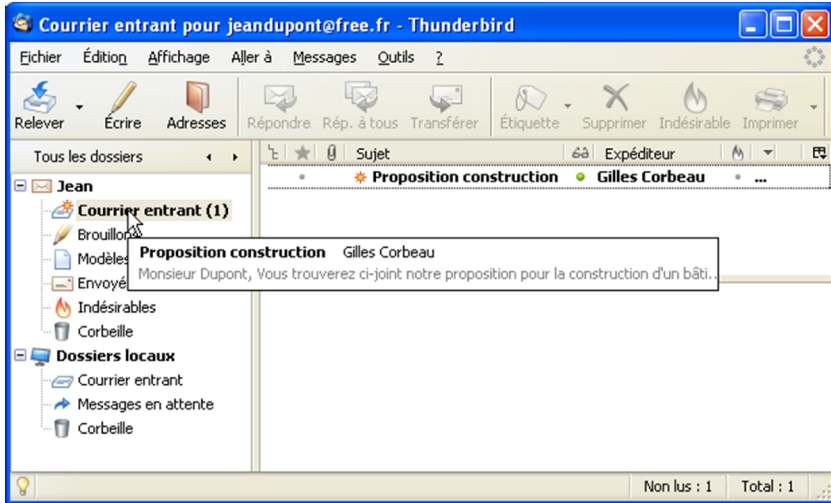 Courrier entrant pour jeandupont@free.fr - Thunderbird
Fichier Édition Affichage Aller à Messages Outils ?
Relever Écrire Adresses Répondre Rép. à tous Transférer Étiquette Supprimer Indésirable Imprimer
Tous les dossiers
Sujet Expéditeur
Proposition construction Gilles Corbeau ...
Jean
Courrier entrant (1)
Brouillons
Modèles
Envoyé
Indésirables
Corbeille
Dossiers locaux
Courrier entrant
Messages en attente
Corbeille
Proposition construction Gilles Corbeau
Monsieur Dupont, Vous trouverez ci-joint notre proposition pour la construction d'un bâti..
Non lus : 1 Total : 1